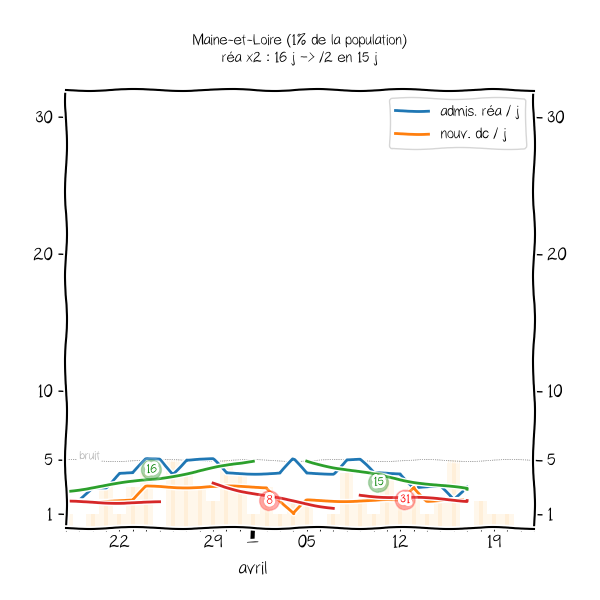 Maine-et-Loire (1% de la population)
réa x2 : 16 j -> /2 en 15 j
admis. réa / j
nouv. dc / j
30 30
20 20
10 10
5 bruit 5
16
15
8
31
1 1
22 29 1 05 12 19
avril